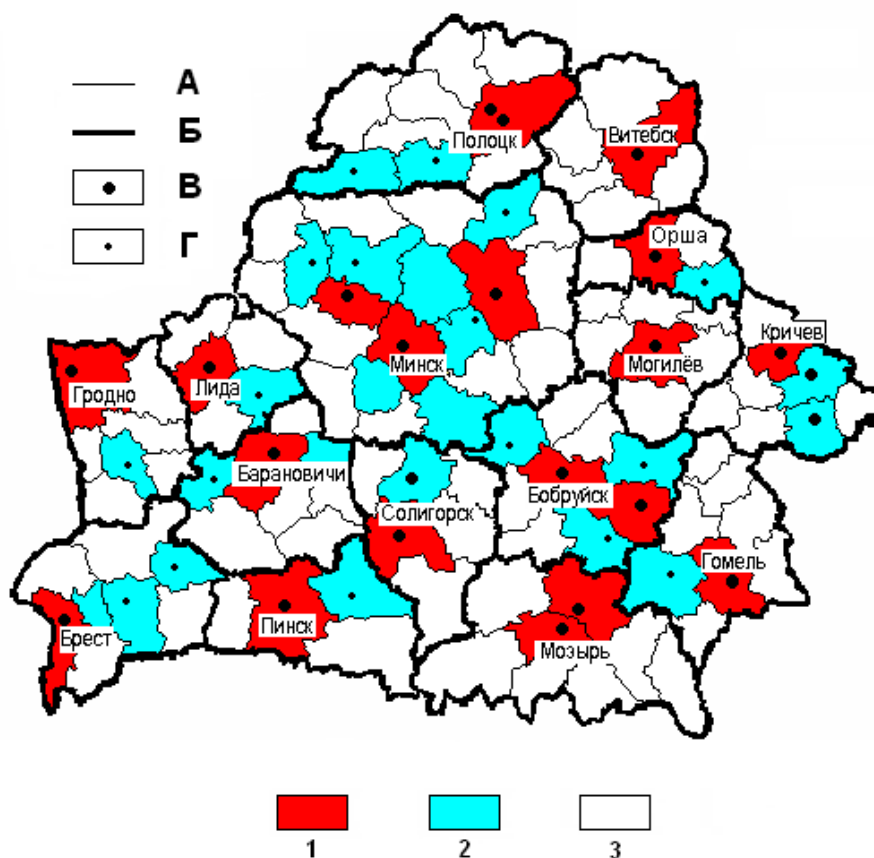 А
Б
В
Г
Полоцк
Витебск
Орша
Кричев
Минск
Могилёв
Гродно
Лида
Барановичи
Солигорск
Бобруйск
Гомель
Брест
Пинск
Мозырь
1
2
3